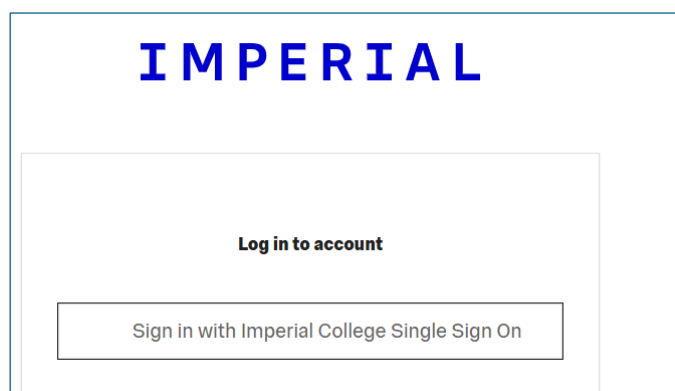 IMPERIAL
Log in to account
Sign in with Imperial College Single Sign On